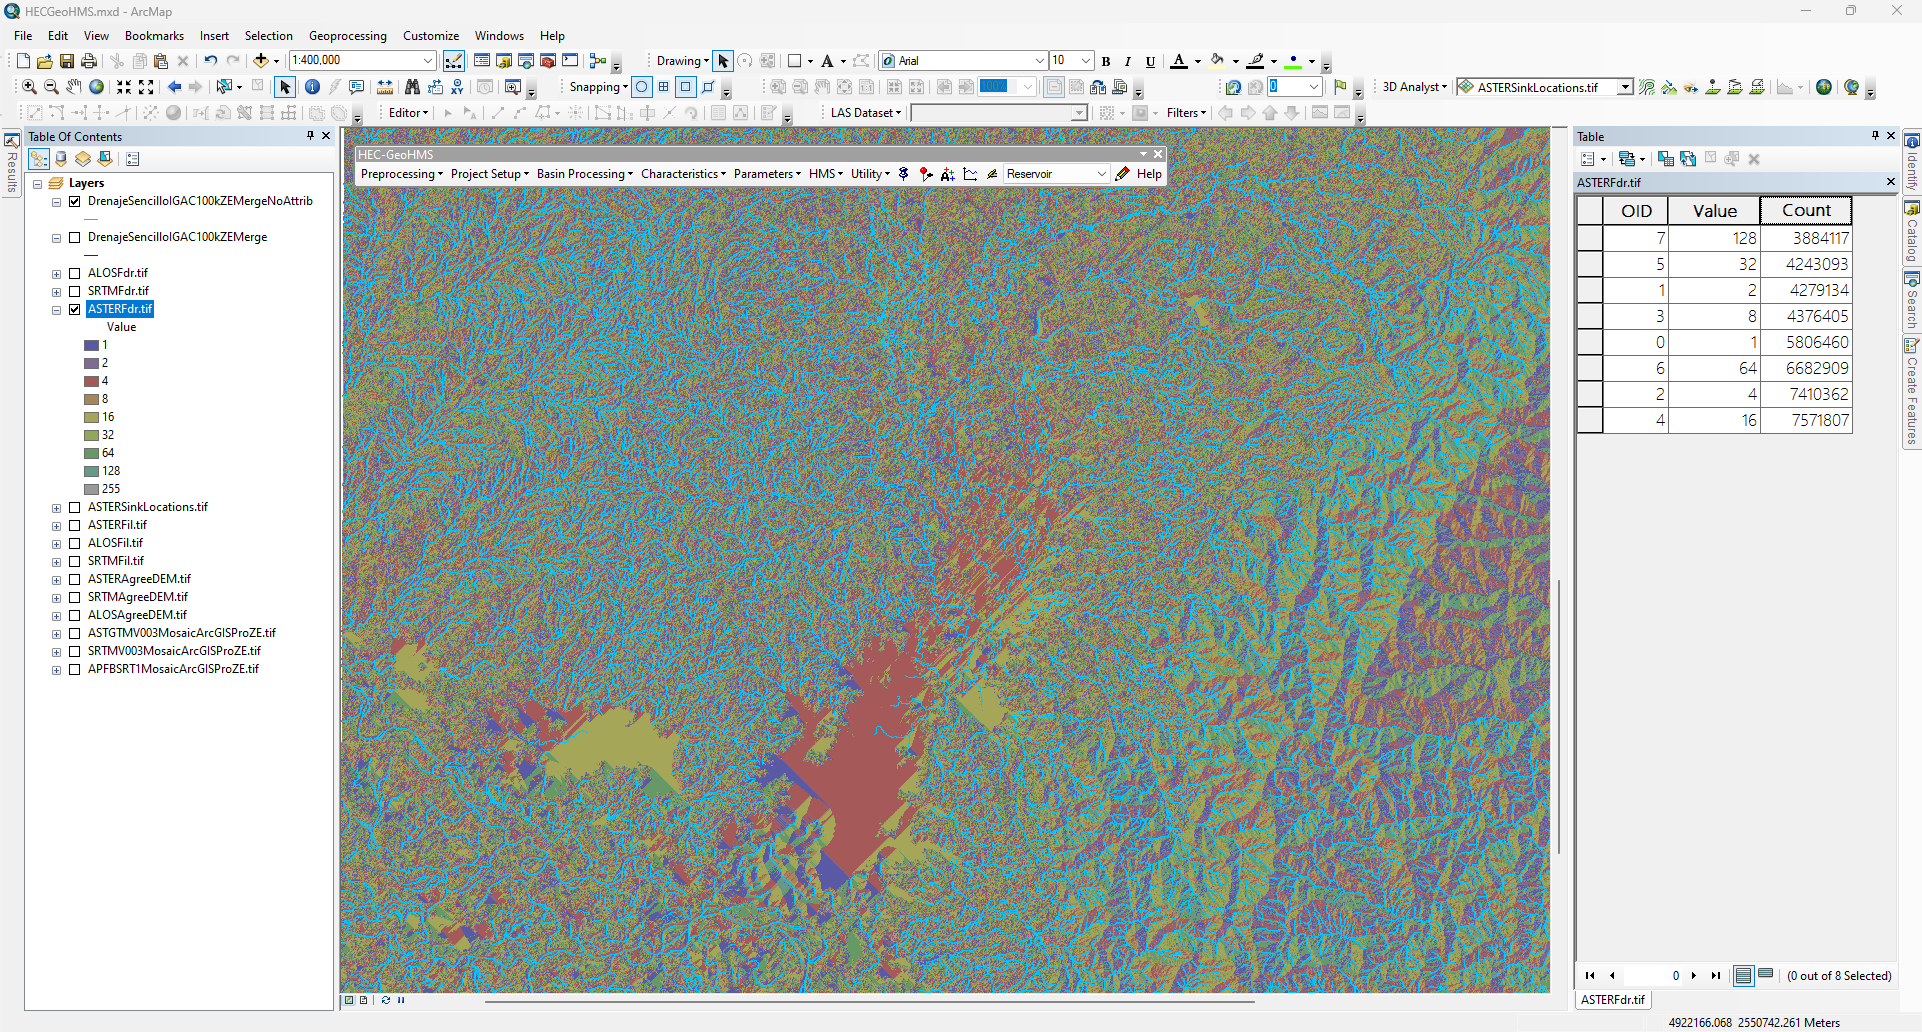 HECGeoHMS.mxd - ArcMap
File Edit View Bookmarks Insert Selection Geoprocessing Customize Windows Help
1:400,000 Drawing Arial 10 B I U A
Snapping 100% 0 3D Analyst ASTERSinkLocations.tif
Editor LAS Dataset Filters
Results
Table Of Contents
Layers
DrenajeSencilloIGAC100kZEMergeNoAttrib
DrenajeSencilloIGAC100kZEMerge
ALOSFdr.tif
SRTMFdr.tif
ASTERFdr.tif
Value
1
2
4
8
16
32
64
128
255
ASTERSinkLocations.tif
ASTERFil.tif
ALOSFil.tif
SRTMFil.tif
ASTERAgreeDEM.tif
SRTMAgreeDEM.tif
ALOSAgreeDEM.tif
ASTGTMV003MosaicArcGISProZE.tif
SRTMV003MosaicArcGISProZE.tif
APFBSRT1MosaicArcGISProZE.tif
HEC-GeoHMS
Preprocessing Project Setup Basin Processing Characteristics Parameters HMS Utility Reservoir Help
Table
ASTERFdr.tif
OID Value Count
7 128 3884117
5 32 4243093
1 2 4279134
3 8 4376405
0 1 5806460
6 64 6682909
2 4 7410362
4 16 7571807
0 (0 out of 8 Selected)
ASTERFdr.tif
Identify
Catalog
Search
Create Features
4922166.068 2550742.261 Meters